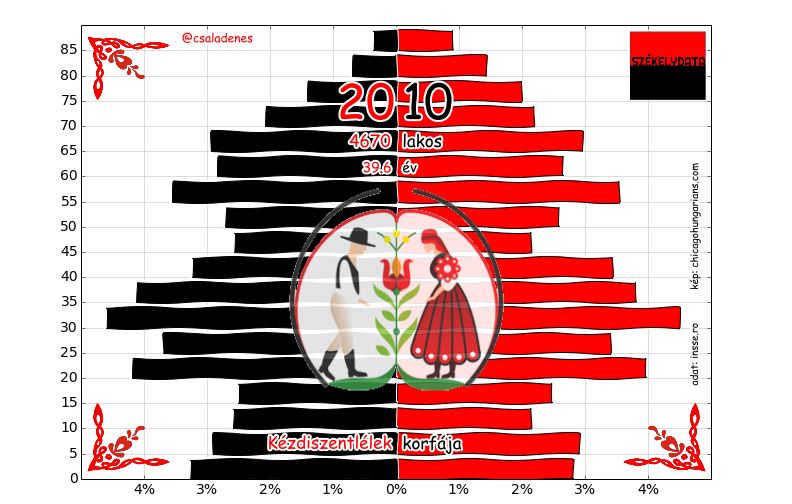 @csaladenes
SZÉKELYDATA
2010
4670 lakos
39.6 év
kép: chicagohungarians.com
adat: insse.ro
Kézdiszentlélek korfája
85
80
75
70
65
60
55
50
45
40
35
30
25
20
15
10
5
0
4% 3% 2% 1% 0% 1% 2% 3% 4%